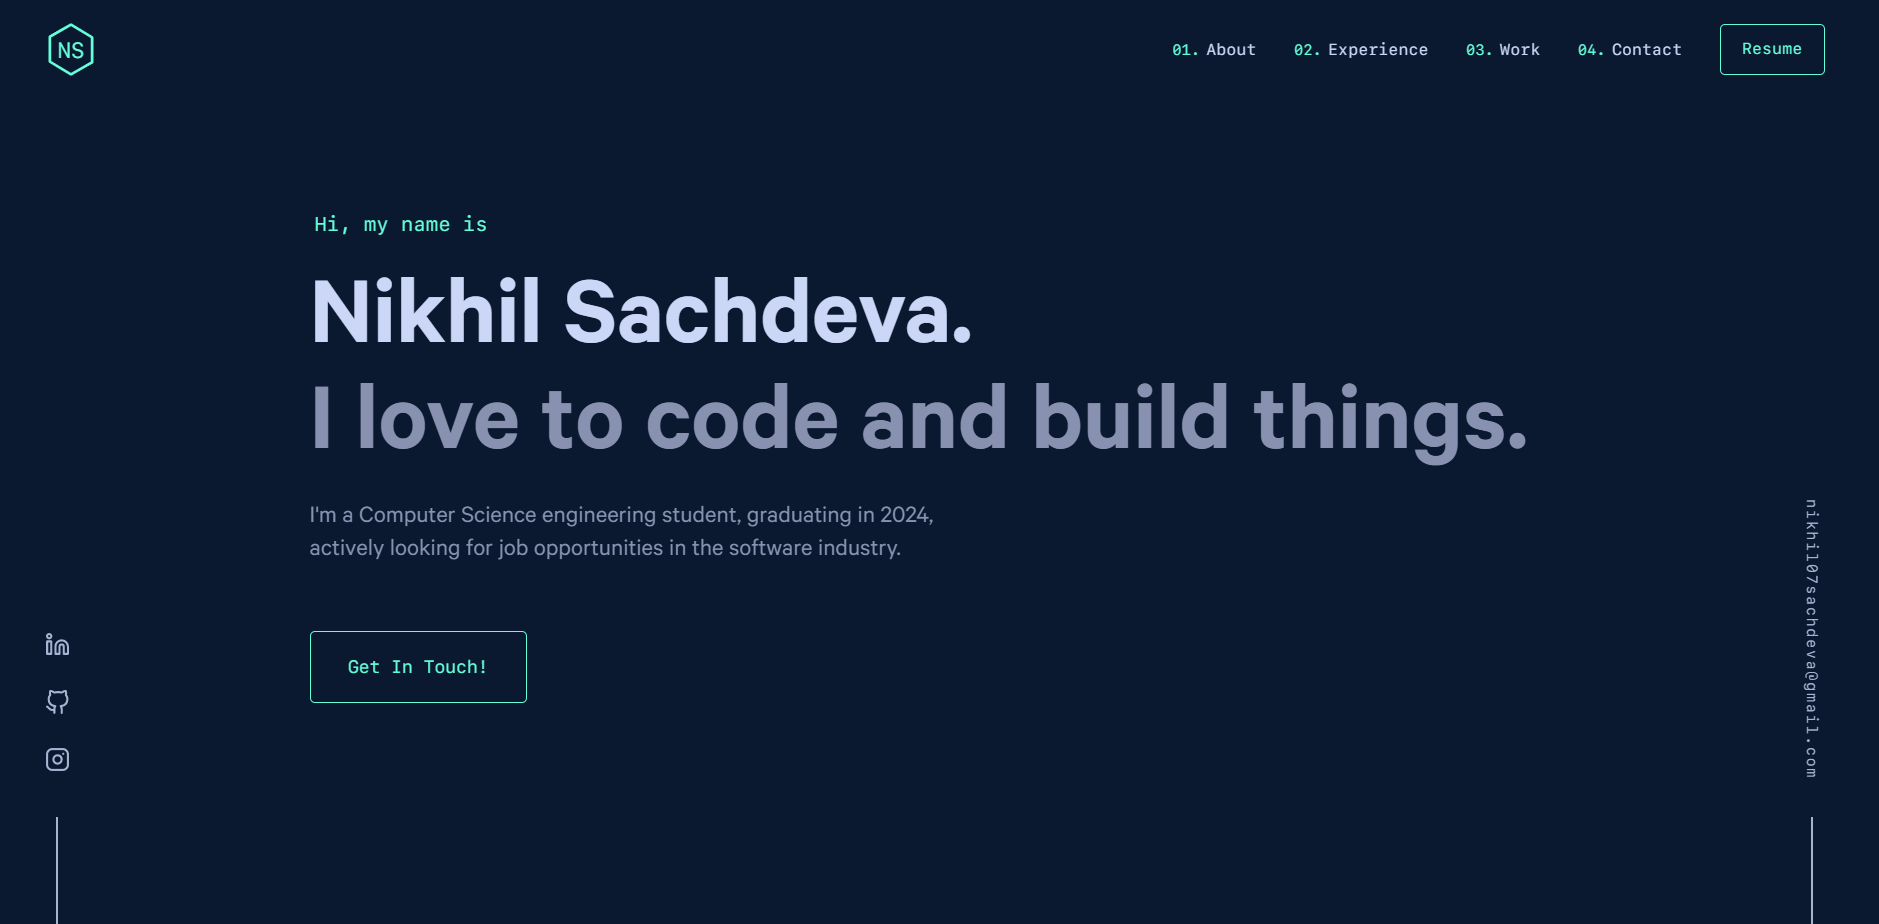 NS
01. About 02. Experience 03. Work 04. Contact Resume
Hi, my name is
Nikhil Sachdeva.
I love to code and build things.
I'm a Computer Science engineering student, graduating in 2024,
actively looking for job opportunities in the software industry.
Get In Touch!
nikhil07sachdeva@gmail.com